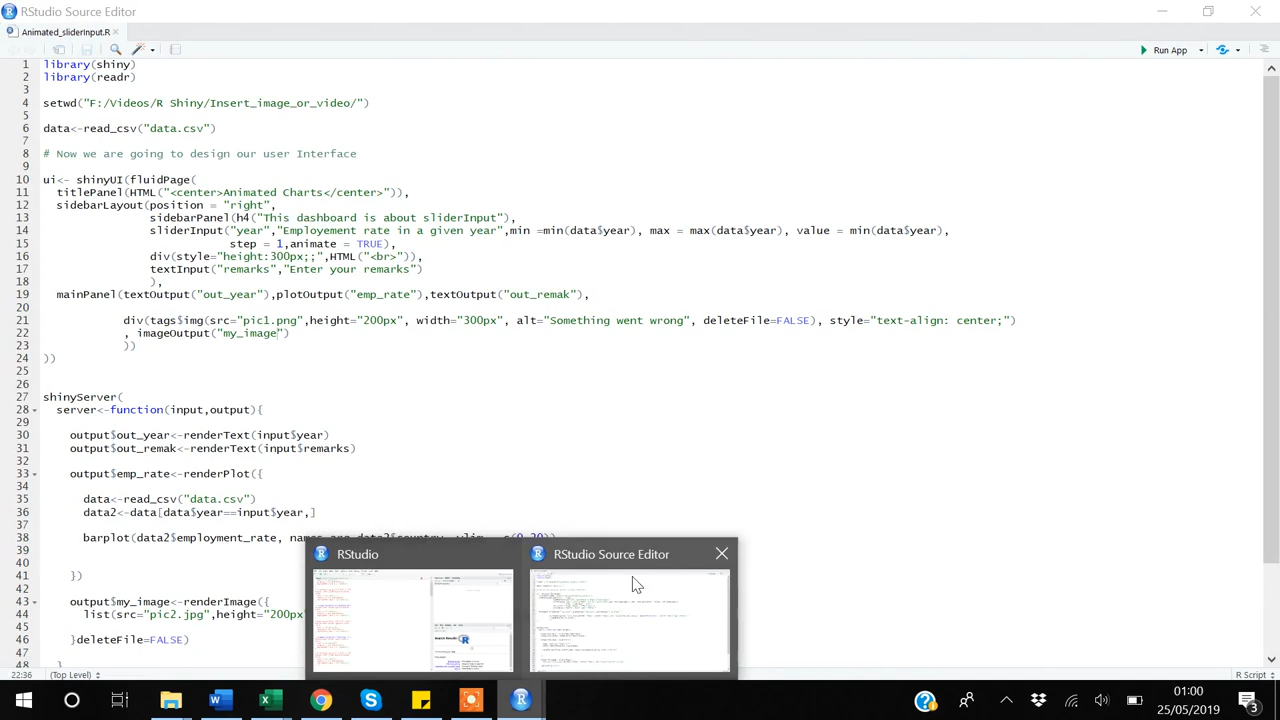 RStudio Source Editor
Animated_sliderInput.R
Run App
1 library(shiny)
2 library(readr)
3
4 setwd("F:/Videos/R Shiny/Insert_image_or_video/")
5
6 data<-read_csv("data.csv")
7
8 # Now we are going to design our user Interface
9
10 ui<- shinyUI(fluidPage(
11 titlePanel(HTML("<center>Animated Charts</center>")),
12 sidebarLayout(position = "right",
13 sidebarPanel(h4("This dashboard is about sliderInput"),
14 sliderInput("year","Employement rate in a given year",min =min(data$year), max = max(data$year), value = min(data$year),
15 step = 1,animate = TRUE),
16 div(style="height:300px;;",HTML("<br>")),
17 textInput("remarks","Enter your remarks")
18 ),
19 mainPanel(textOutput("out_year"),plotOutput("emp_rate"),textOutput("out_remak"),
20
21 div(tags$img(src="pic1.png",height="200px", width="300px", alt="Something went wrong", deleteFile=FALSE), style="text-align: center;")
22 , imageOutput("my_image")
23 ))
24 ))
25
26
27 shinyServer(
28 server<-function(input,output){
29
30 output$out_year<-renderText(input$year)
31 output$out_remak<-renderText(input$remarks)
32
33 output$emp_rate<-renderPlot({
34
35 data<-read_csv("data.csv")
36 data2<-data[data$year==input$year,]
37
38 barplot(data2$employment_rate,
39
40
41 })
42
43 output$my_image<-renderImage({
44
45
46 deleteFile=FALSE)
47
48
RStudio
RStudio Source Editor
(Top Level)
R Script
01:00
25/05/2019
3